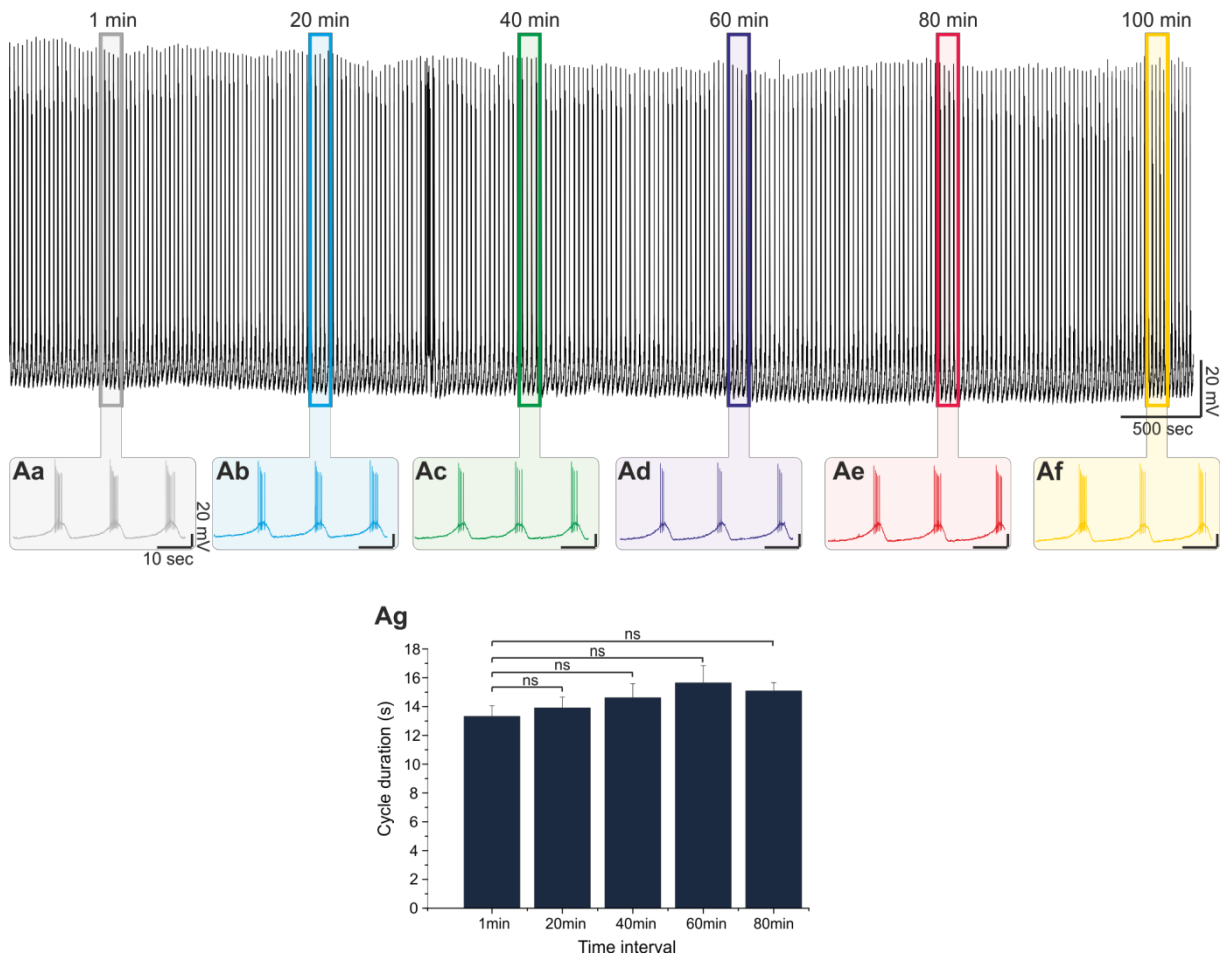 1 min 20 min 40 min 60 min 80 min 100 min
20 mV
500 sec
Aa Ab Ac Ad Ae Af
20 mV
10 sec
Ag
ns
ns
ns
ns
18
16
14
12
10
8
6
4
2
0
Cycle duration (s)
1min 20min 40min 60min 80min
Time interval